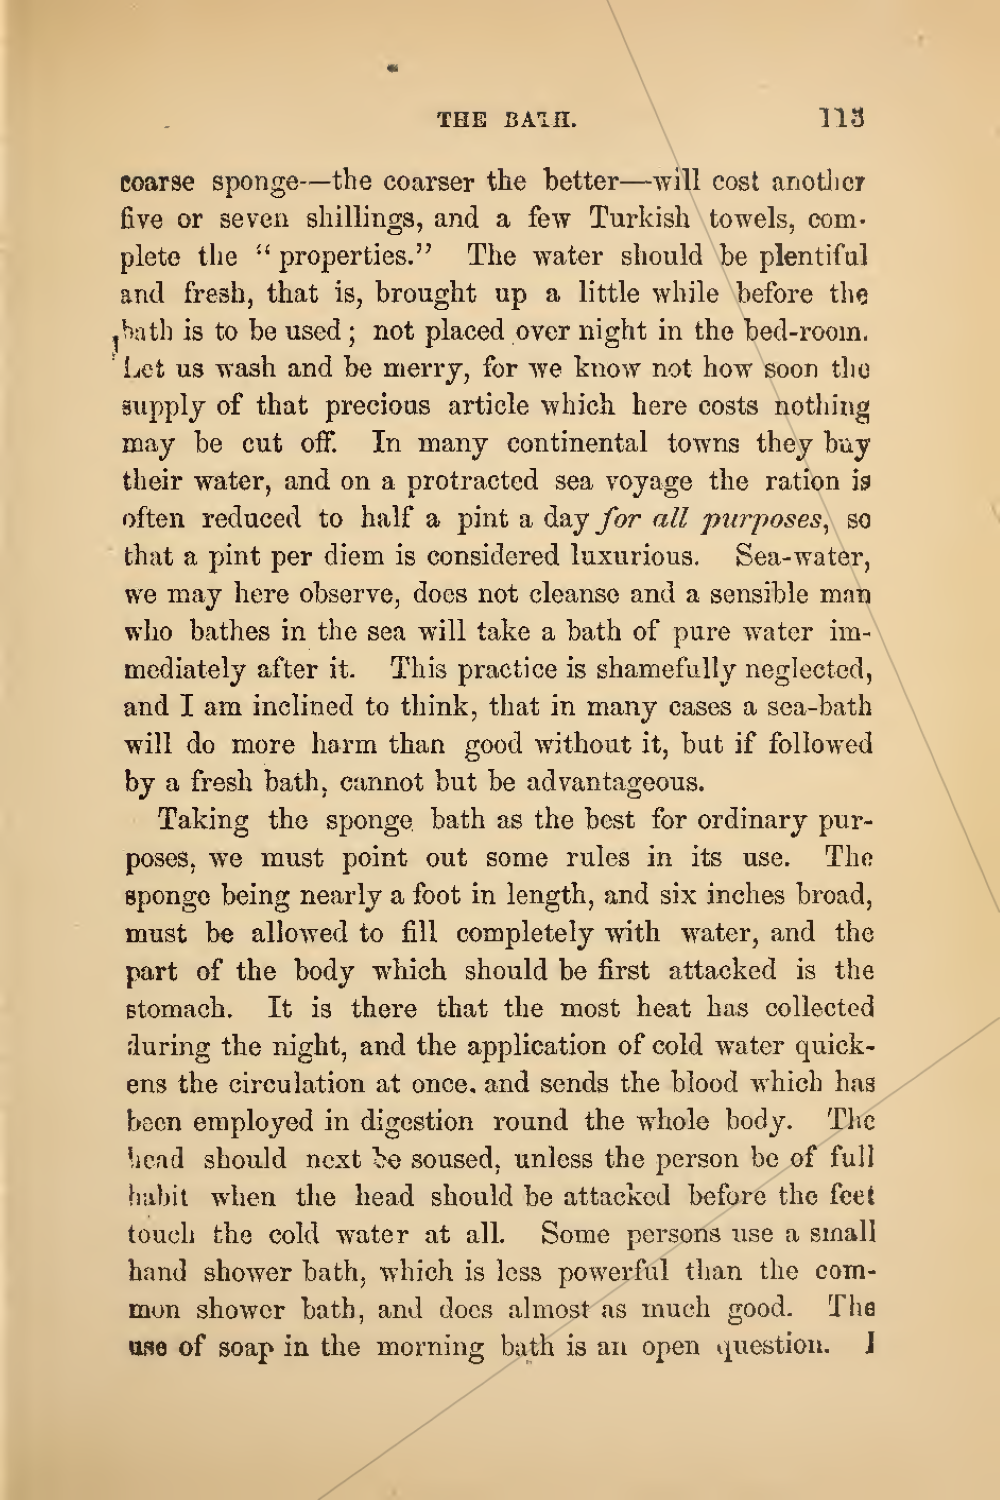 THE BATH. 113
coarse sponge--—the coarser the better—will cost another
five or seven shillings, and a few Turkish towels, com-
plete the “properties.” The water should be plentiful
and fresh, that is, brought up a little while before the
bath is to be used; not placed over night in the bed-room.
Let us wash and be merry, for we know not how soon the
supply of that precious article which here costs nothing
may be cut off. In many continental towns they buy
their water, and on a protracted sea voyage the ration is
often reduced to half a pint a day for all purposes, so
that a pint per diem is considered luxurious. Sea-water,
we may here observe, does not cleanse and a sensible man
who bathes in the sea will take a bath of pure water im-
mediately after it. This practice is shamefully neglected,
and I am inclined to think, that in many cases a sea-bath
will do more harm than good without it, but if followed
by a fresh bath, cannot but be advantageous.
Taking the sponge bath as the best for ordinary pur-
poses, we must point out some rules in its use. The
sponge being nearly a foot in length, and six inches broad,
must be allowed to fill completely with water, and the
part of the body which should be first attacked is the
stomach. It is there that the most heat has collected
during the night, and the application of cold water quick-
ens the circulation at once, and sends the blood which has
been employed in digestion round the whole body. The
head should next be soused, unless the person be of full
habit when the head should be attacked before the feet
touch the cold water at all. Some persons use a small
hand shower bath, which is less powerful than the com-
mon shower bath, and does almost as much good. The
use of soap in the morning bath is an open question. I